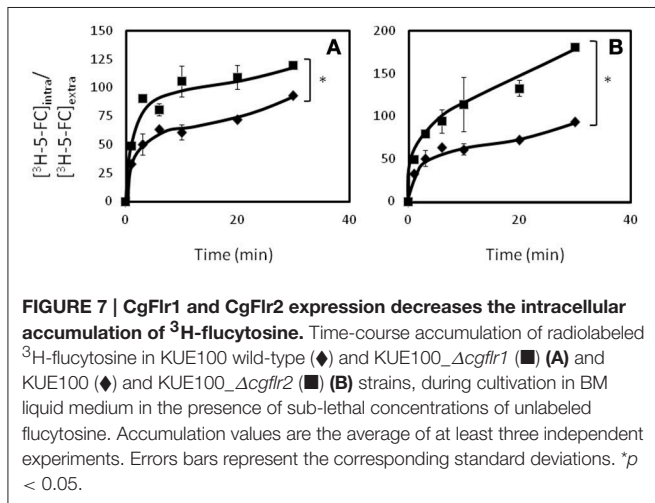 150
125
100
75
50
25
0
0
20
40
Time (min)
[³H-5-FC]intra/
[³H-5-FC]extra
A
*
200
150
100
50
0
0
20
40
Time (min)
B
*
FIGURE 7 | CgFlr1 and CgFlr2 expression decreases the intracellular
accumulation of ³H-flucytosine. Time-course accumulation of radiolabeled
³H-flucytosine in KUE100 wild-type (♦) and KUE100_Δcgflr1 (■) (A) and
KUE100 (♦) and KUE100_Δcgflr2 (■) (B) strains, during cultivation in BM
liquid medium in the presence of sub-lethal concentrations of unlabeled
flucytosine. Accumulation values are the average of at least three independent
experiments. Errors bars represent the corresponding standard deviations. *p
< 0.05.